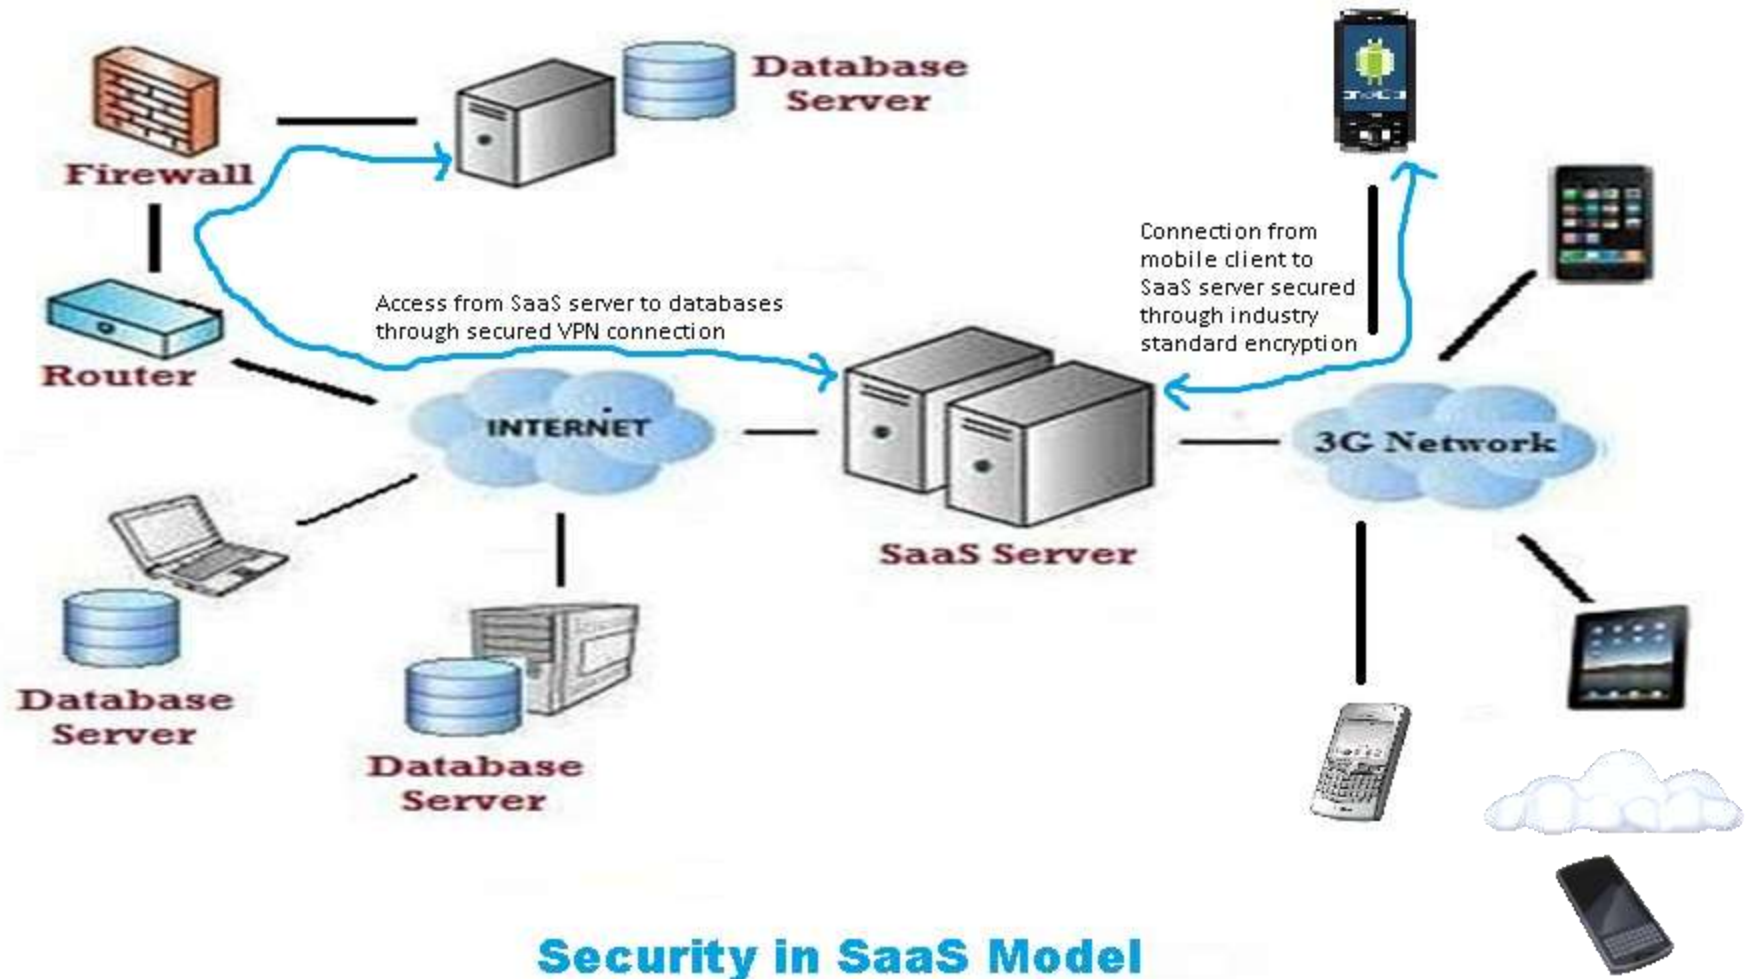 Database
Server
Firewall
Connection from
mobile client to
SaaS server secured
through industry
standard encryption
Access from SaaS server to databases
through secured VPN connection
Router
INTERNET
3G Network
SaaS Server
Database
Server
Database
Server
Security in SaaS Model